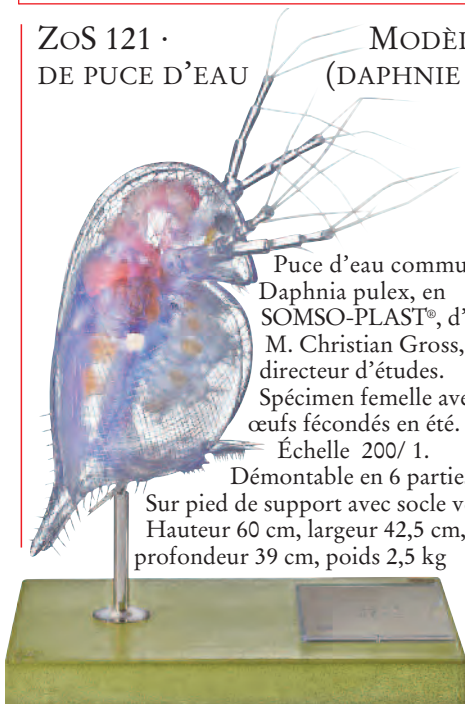 ZoS 121 · MODÈL
DE PUCE D’EAU (DAPHNIE
Puce d’eau commu
Daphnia pulex, en
SOMSO-PLAST®, d’
M. Christian Gross,
directeur d’études.
Spécimen femelle ave
œufs fécondés en été.
Échelle 200/ 1.
Démontable en 6 partie
Sur pied de support avec socle ve
Hauteur 60 cm, largeur 42,5 cm,
profondeur 39 cm, poids 2,5 kg